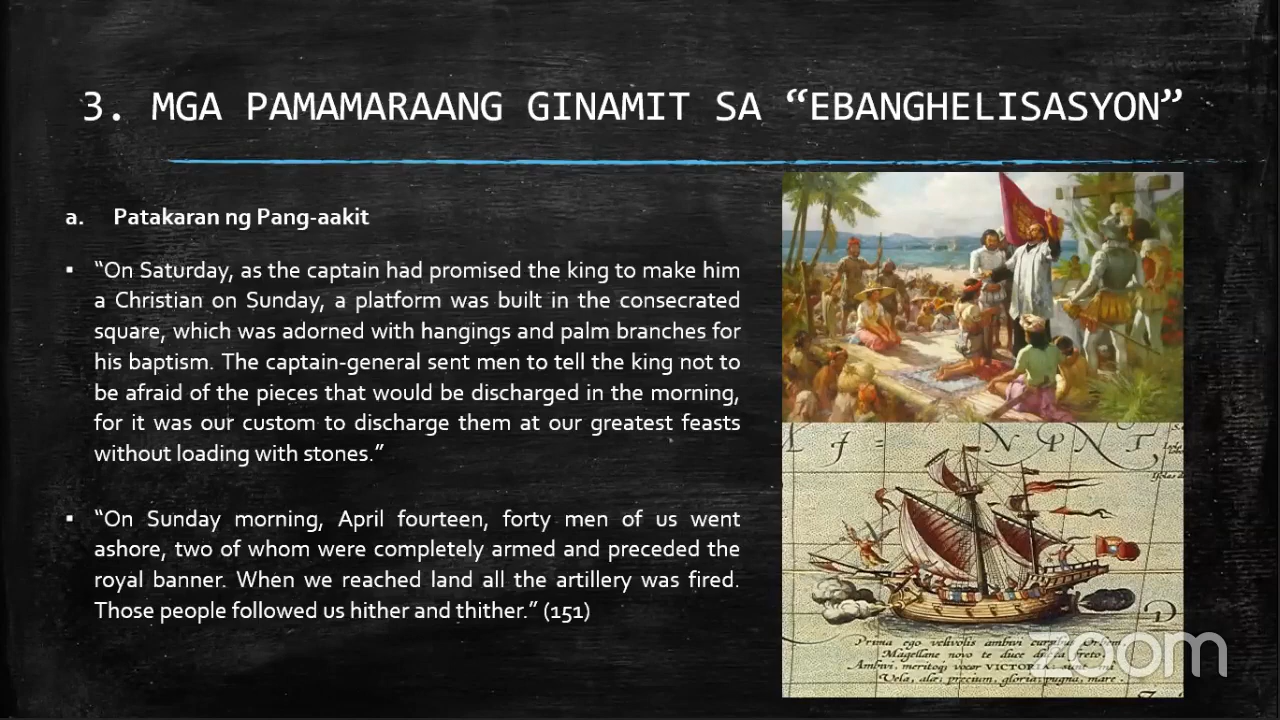 3. MGA PAMAMARAANG GINAMIT SA “EBANGHELISASYON”
a. Patakaran ng Pang-aakit
▪ “On Saturday, as the captain had promised the king to make him
a Christian on Sunday, a platform was built in the consecrated
square, which was adorned with hangings and palm branches for
his baptism. The captain-general sent men to tell the king not to
be afraid of the pieces that would be discharged in the morning,
for it was our custom to discharge them at our greatest feasts
without loading with stones.”
▪ “On Sunday morning, April fourteen, forty men of us went
ashore, two of whom were completely armed and preceded the
royal banner. When we reached land all the artillery was fired.
Those people followed us hither and thither.” (151)
Prima ego velivolis ambivi
Magellane novo te duce freto
Ambivi, meritoq; vocor VICTORIA
Vela, alæ; precium, gloria; pugna, mare.
zoom